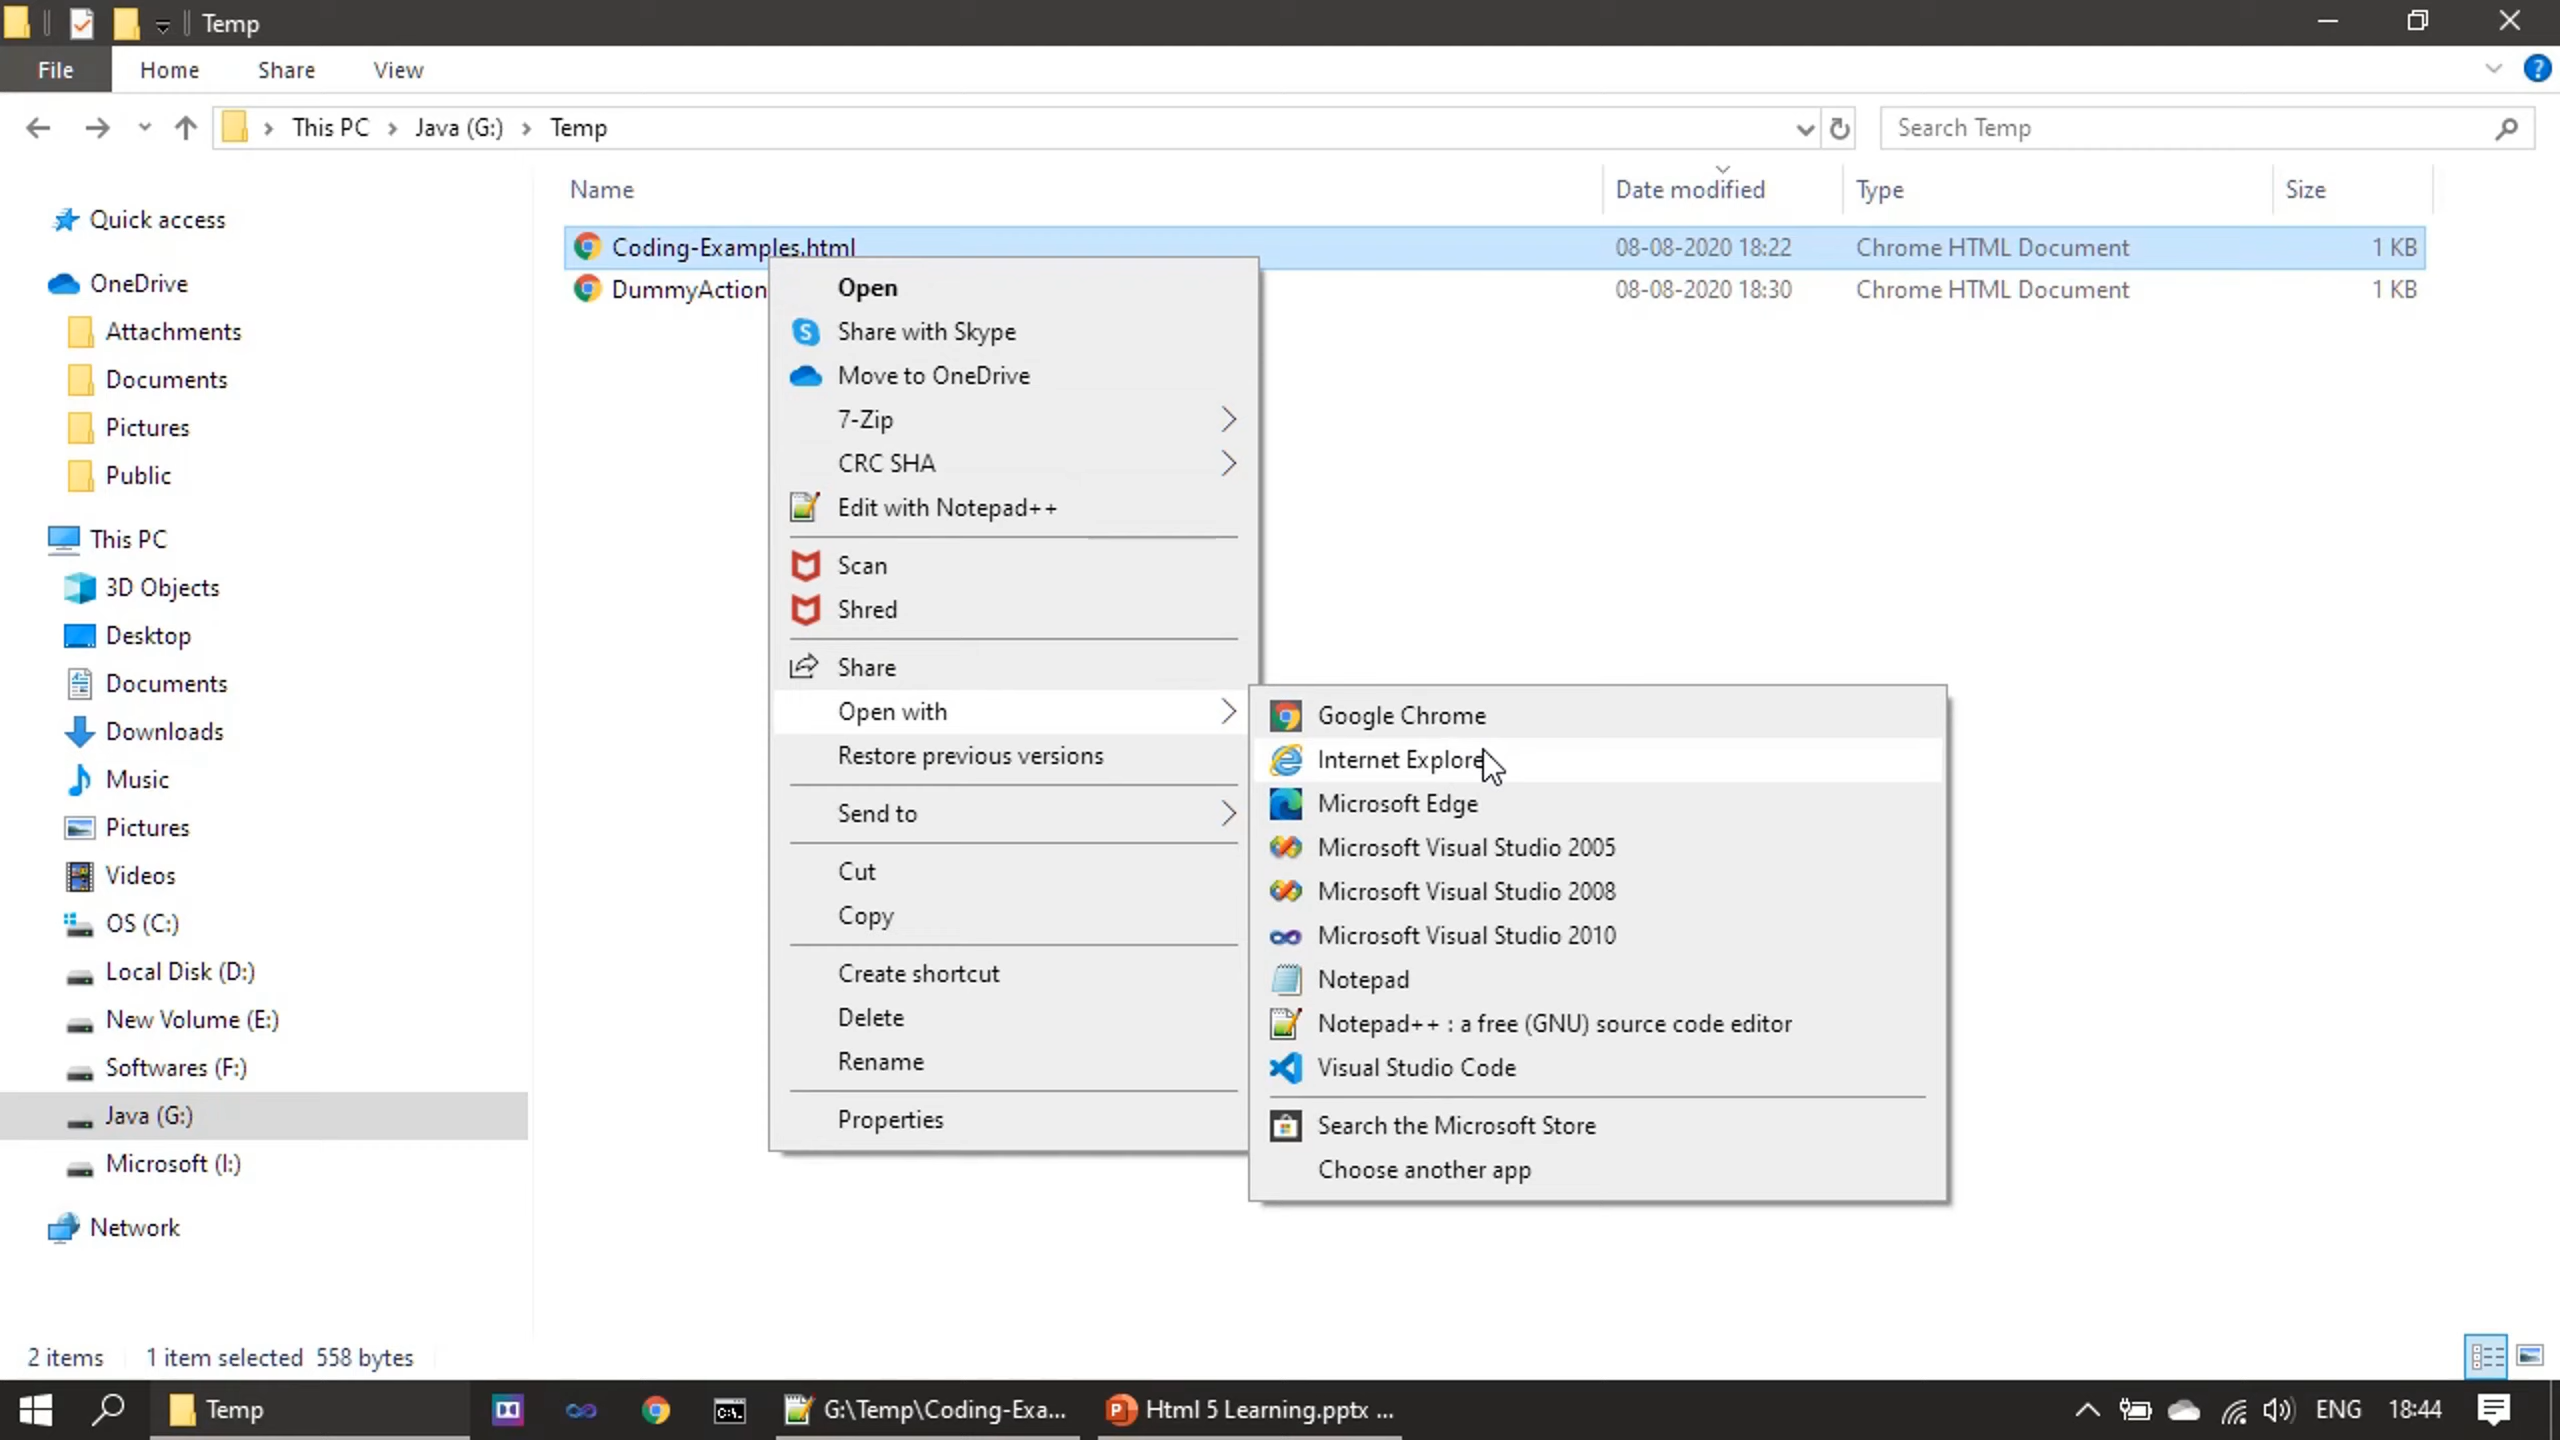 Temp
File Home Share View
This PC Java (G:) Temp
Search Temp
Name Date modified Type Size
Coding-Examples.html 08-08-2020 18:22 Chrome HTML Document 1 KB
DummyAction 08-08-2020 18:30 Chrome HTML Document 1 KB
Quick access
OneDrive
Attachments
Documents
Pictures
Public
This PC
3D Objects
Desktop
Documents
Downloads
Music
Pictures
Videos
OS (C:)
Local Disk (D:)
New Volume (E:)
Softwares (F:)
Java (G:)
Microsoft (I:)
Network
Open
Share with Skype
Move to OneDrive
7-Zip
CRC SHA
Edit with Notepad++
Scan
Shred
Share
Open with
Restore previous versions
Send to
Cut
Copy
Create shortcut
Delete
Rename
Properties
Google Chrome
Internet Explore
Microsoft Edge
Microsoft Visual Studio 2005
Microsoft Visual Studio 2008
Microsoft Visual Studio 2010
Notepad
Notepad++ : a free (GNU) source code editor
Visual Studio Code
Search the Microsoft Store
Choose another app
2 items 1 item selected 558 bytes
Temp G:\Temp\Coding-Exa... Html 5 Learning.pptx ... ENG 18:44